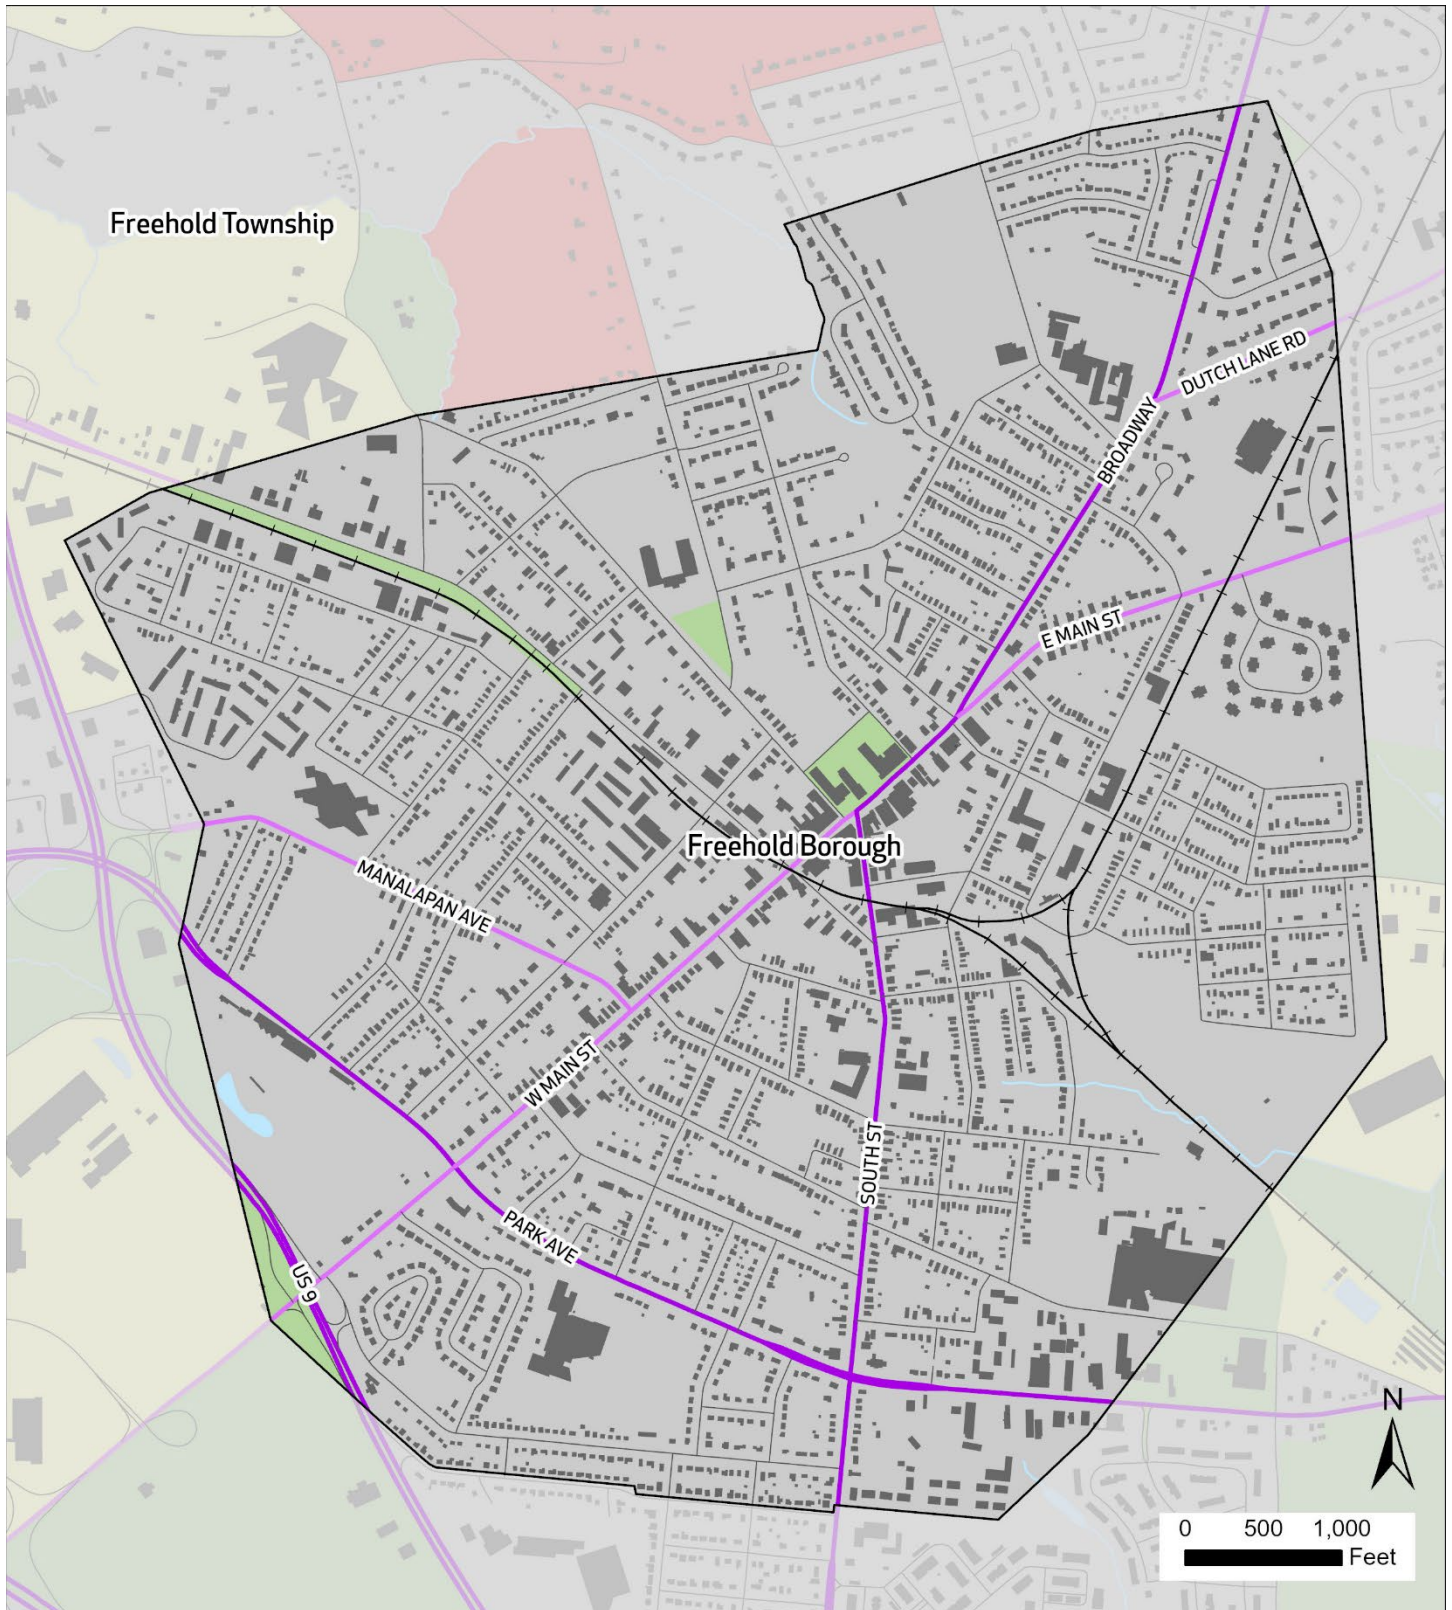 Freehold Township
DUTCH LANE RD
BROADWAY
E MAIN ST
Freehold Borough
MANALAPAN AVE
W MAIN ST
SOUTH ST
PARK AVE
US 9
N
0 500 1,000
Feet